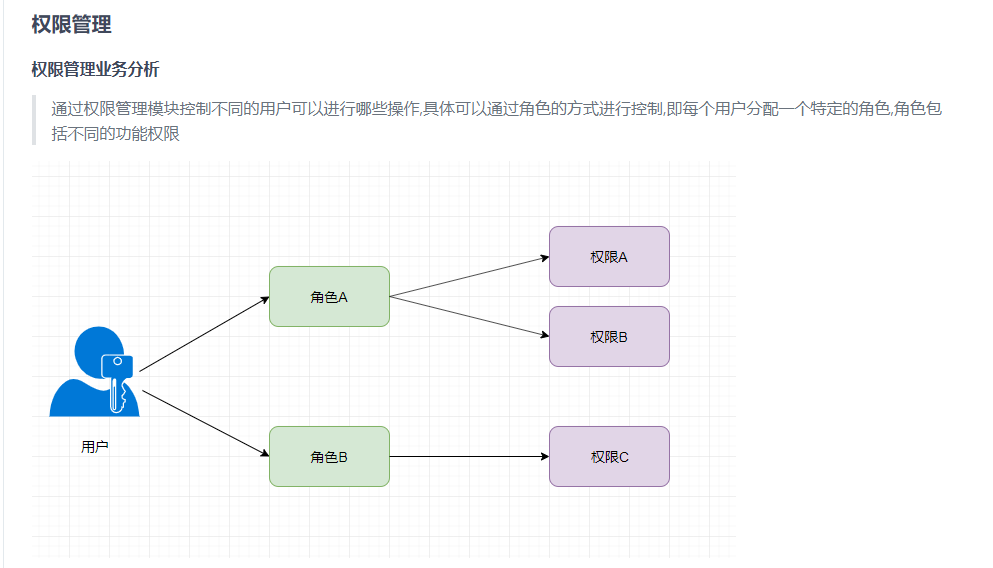 权限管理
权限管理业务分析
通过权限管理模块控制不同的用户可以进行哪些操作,具体可以通过角色的方式进行控制,即每个用户分配一个特定的角色,角色包
括不同的功能权限
权限A
角色A
权限B
用户
角色B
权限C